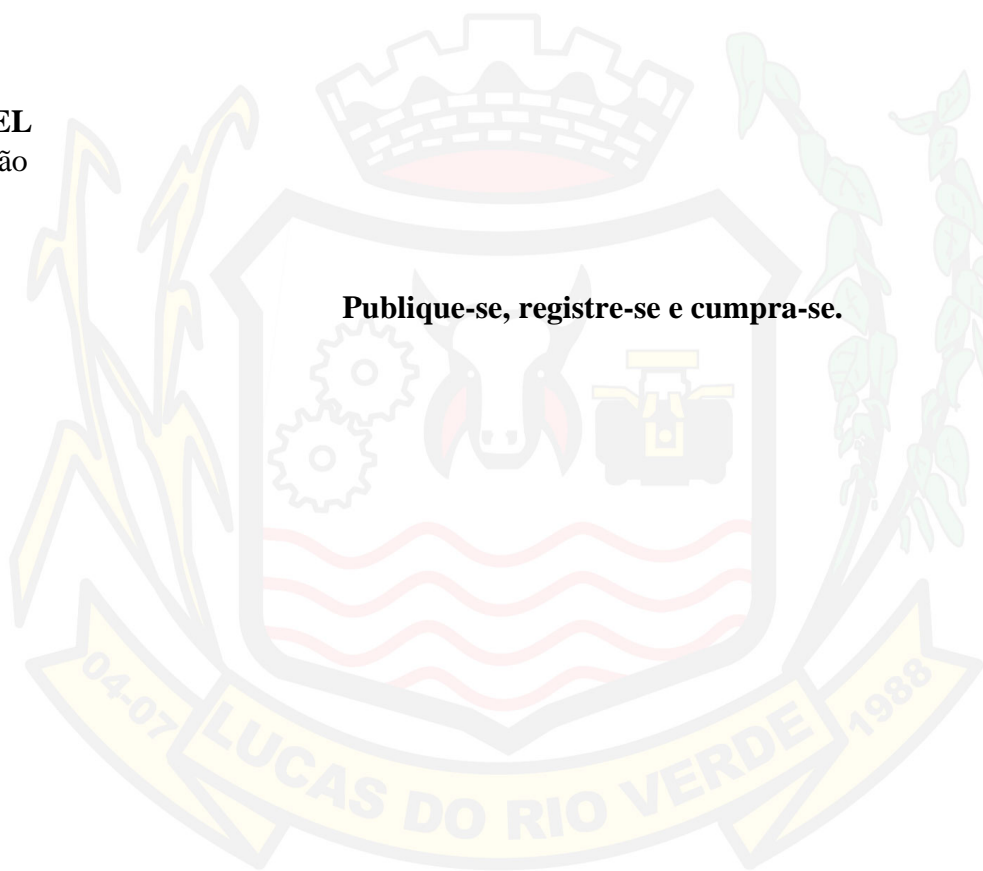 EL
ão
Publique-se, registre-se e cumpra-se.
04-07
LUCAS DO RIO VERDE
1988